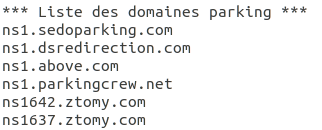 *** Liste des domaines parking ***
ns1.sedoparking.com
ns1.dsredirection.com
ns1.above.com
ns1.parkingcrew.net
ns1642.ztomy.com
ns1637.ztomy.com